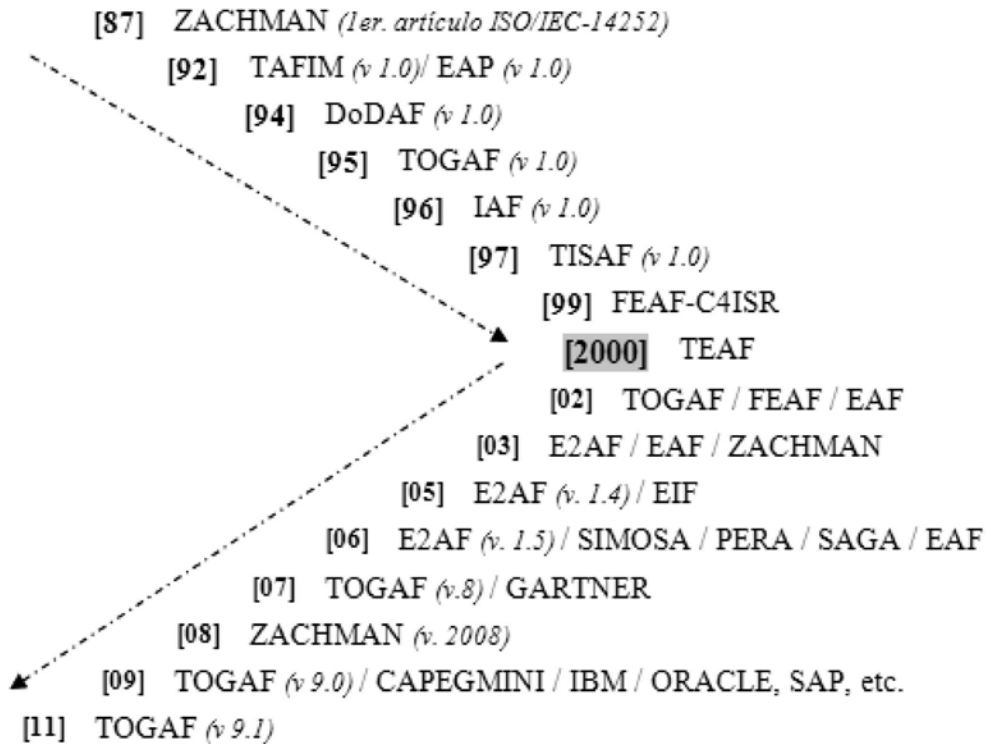 [87] ZACHMAN (1er. artículo ISO/IEC-14252)
[92] TAFIM (v 1.0)/ EAP (v 1.0)
[94] DoDAF (v 1.0)
[95] TOGAF (v 1.0)
[96] IAF (v 1.0)
[97] TISAF (v 1.0)
[99] FEAF-C4ISR
[2000] TEAF
[02] TOGAF / FEAF / EAF
[03] E2AF / EAF / ZACHMAN
[05] E2AF (v. 1.4) / EIF
[06] E2AF (v. 1.5) / SIMOSA / PERA / SAGA / EAF
[07] TOGAF (v.8) / GARTNER
[08] ZACHMAN (v. 2008)
[09] TOGAF (v 9.0) / CAPEGMINI / IBM / ORACLE, SAP, etc.
[11] TOGAF (v 9.1)